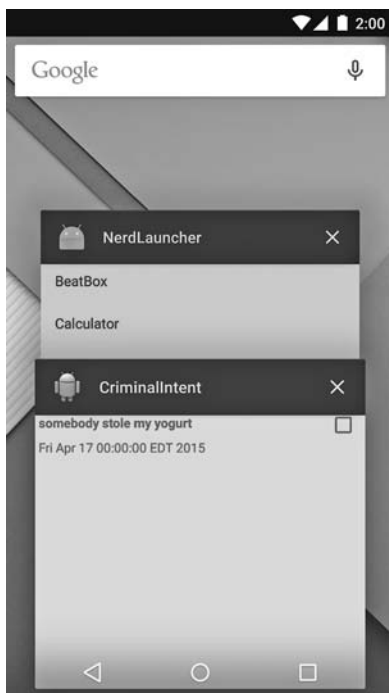 2:00
Google
NerdLauncher
BeatBox
Calculator
CriminalIntent
somebody stole my yogurt
Fri Apr 17 00:00:00 EDT 2015